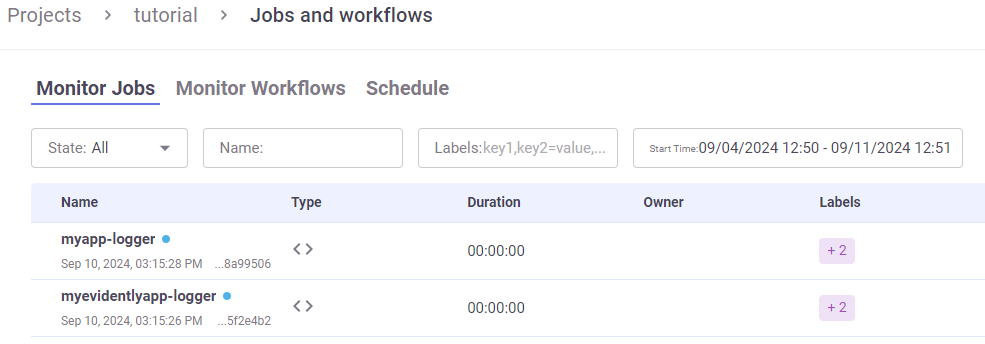 Projects > tutorial > Jobs and workflows
Monitor Jobs Monitor Workflows Schedule
State: All Name: Labels:key1,key2=value,... Start Time:09/04/2024 12:50 - 09/11/2024 12:51
Name Type Duration Owner Labels
myapp-logger <> 00:00:00 + 2
Sep 10, 2024, 03:15:28 PM ...8a99506
myevidentlyapp-logger <> 00:00:00 + 2
Sep 10, 2024, 03:15:26 PM ...5f2e4b2